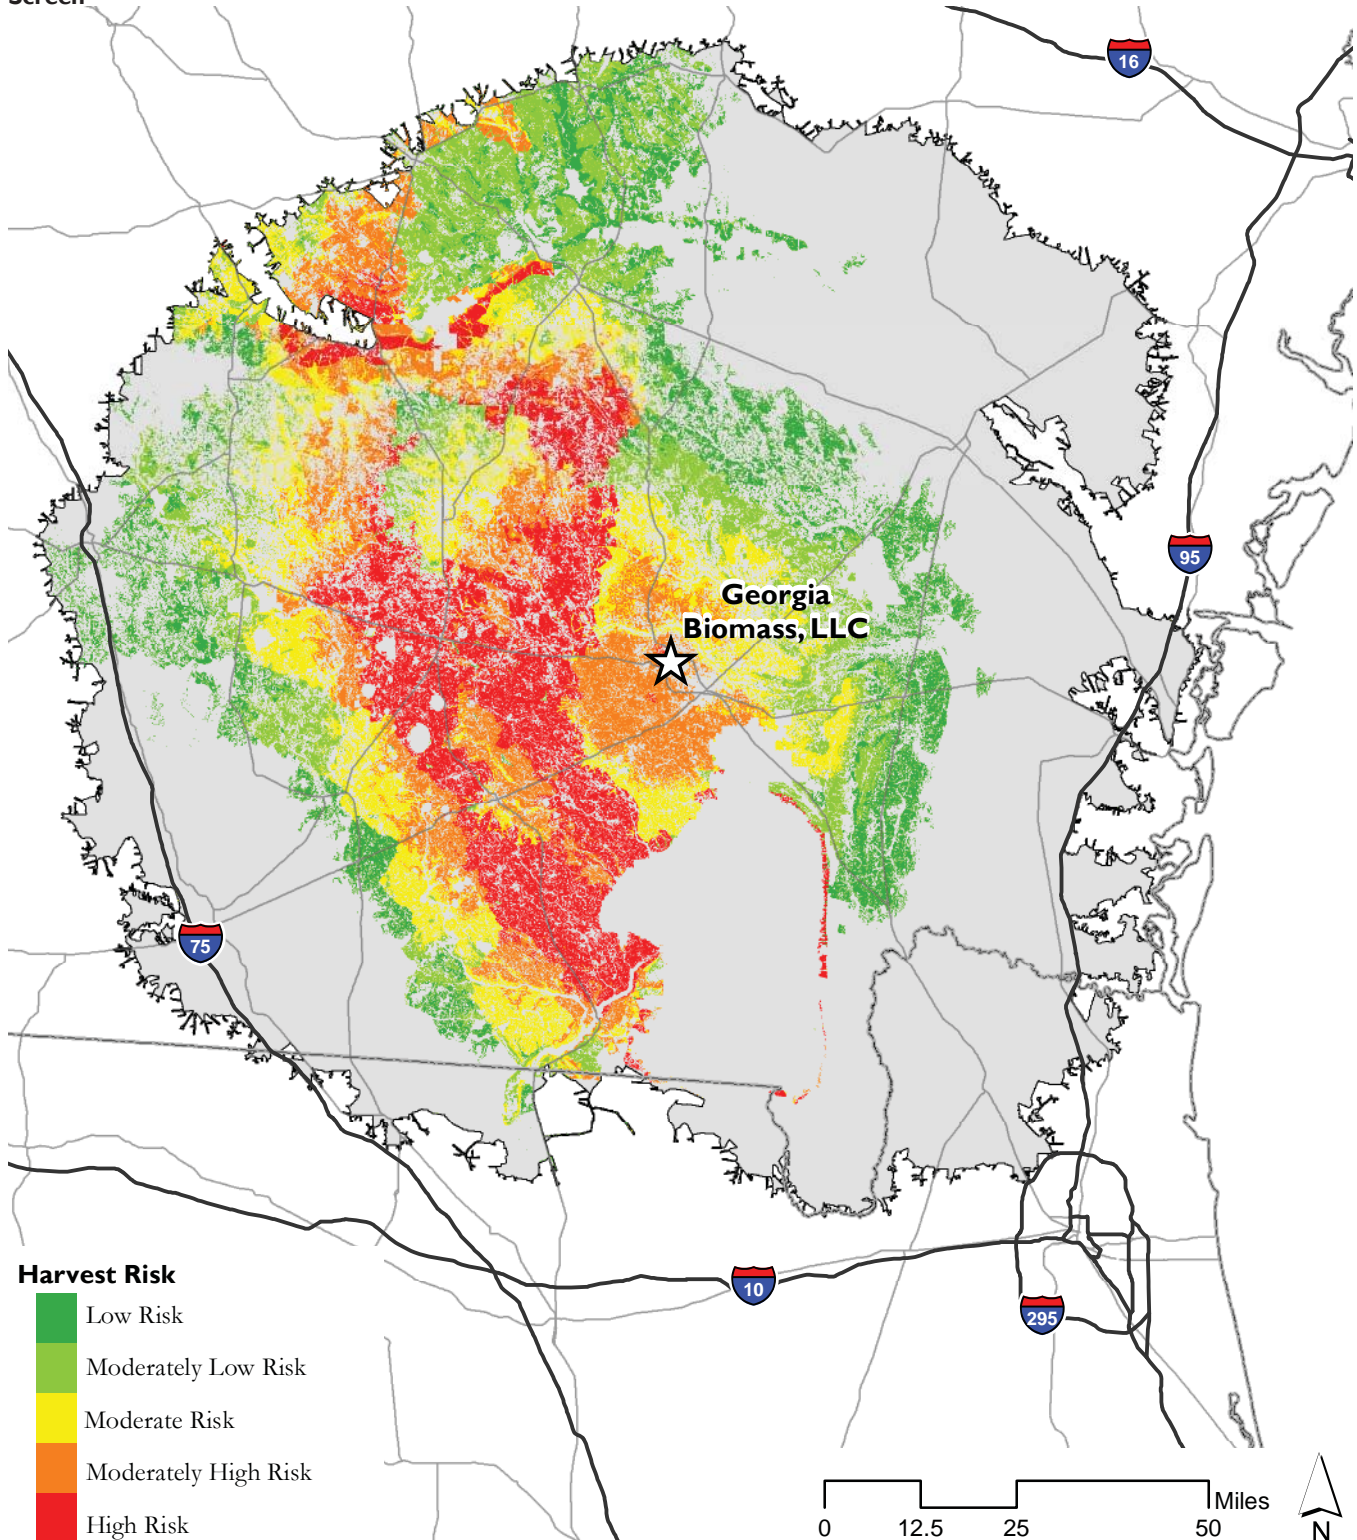 Screen
16
95
Georgia
Biomass, LLC
75
10
295
Harvest Risk
Low Risk
Moderately Low Risk
Moderate Risk
Moderately High Risk
High Risk
Miles
0 12.5 25 50
N